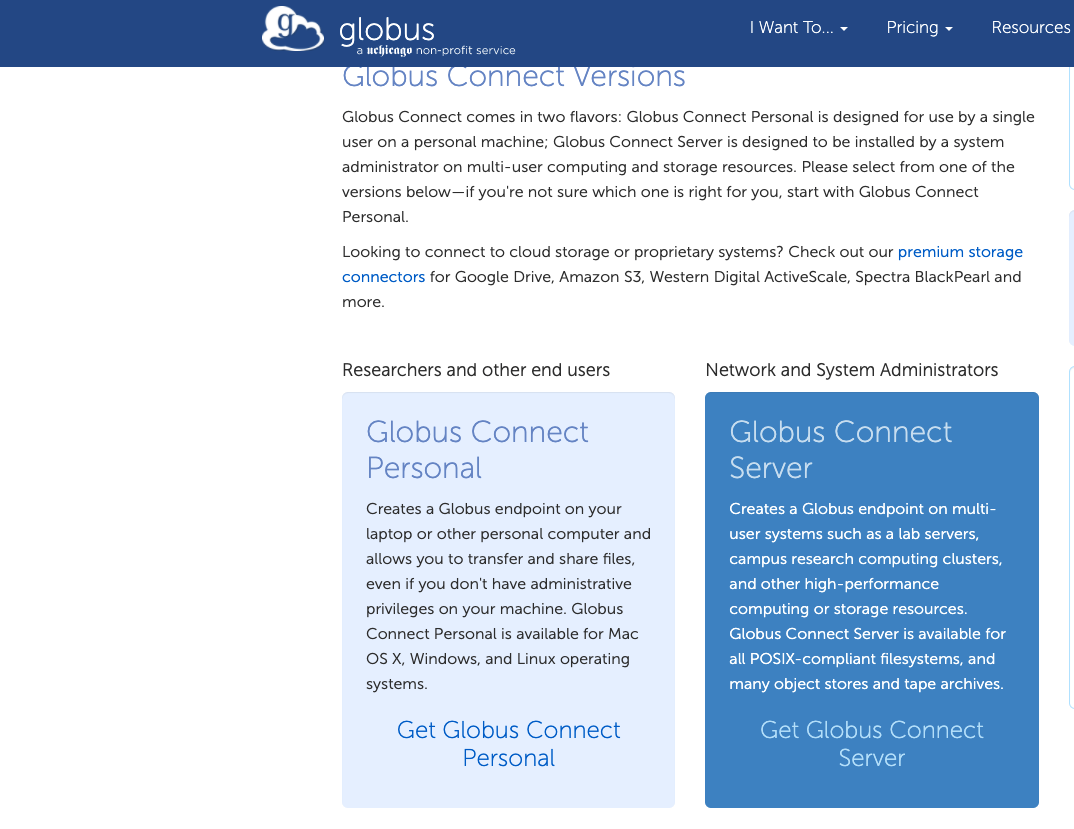 globus
a uchicago non-profit service
I Want To...
Pricing
Resources
Globus Connect Versions
Globus Connect comes in two flavors: Globus Connect Personal is designed for use by a single
user on a personal machine; Globus Connect Server is designed to be installed by a system
administrator on multi-user computing and storage resources. Please select from one of the
versions below—if you're not sure which one is right for you, start with Globus Connect
Personal.
Looking to connect to cloud storage or proprietary systems? Check out our premium storage
connectors for Google Drive, Amazon S3, Western Digital ActiveScale, Spectra BlackPearl and
more.
Researchers and other end users
Globus Connect
Personal
Creates a Globus endpoint on your
laptop or other personal computer and
allows you to transfer and share files,
even if you don't have administrative
privileges on your machine. Globus
Connect Personal is available for Mac
OS X, Windows, and Linux operating
systems.
Get Globus Connect
Personal
Network and System Administrators
Globus Connect
Server
Creates a Globus endpoint on multi-
user systems such as a lab servers,
campus research computing clusters,
and other high-performance
computing or storage resources.
Globus Connect Server is available for
all POSIX-compliant filesystems, and
many object stores and tape archives.
Get Globus Connect
Server